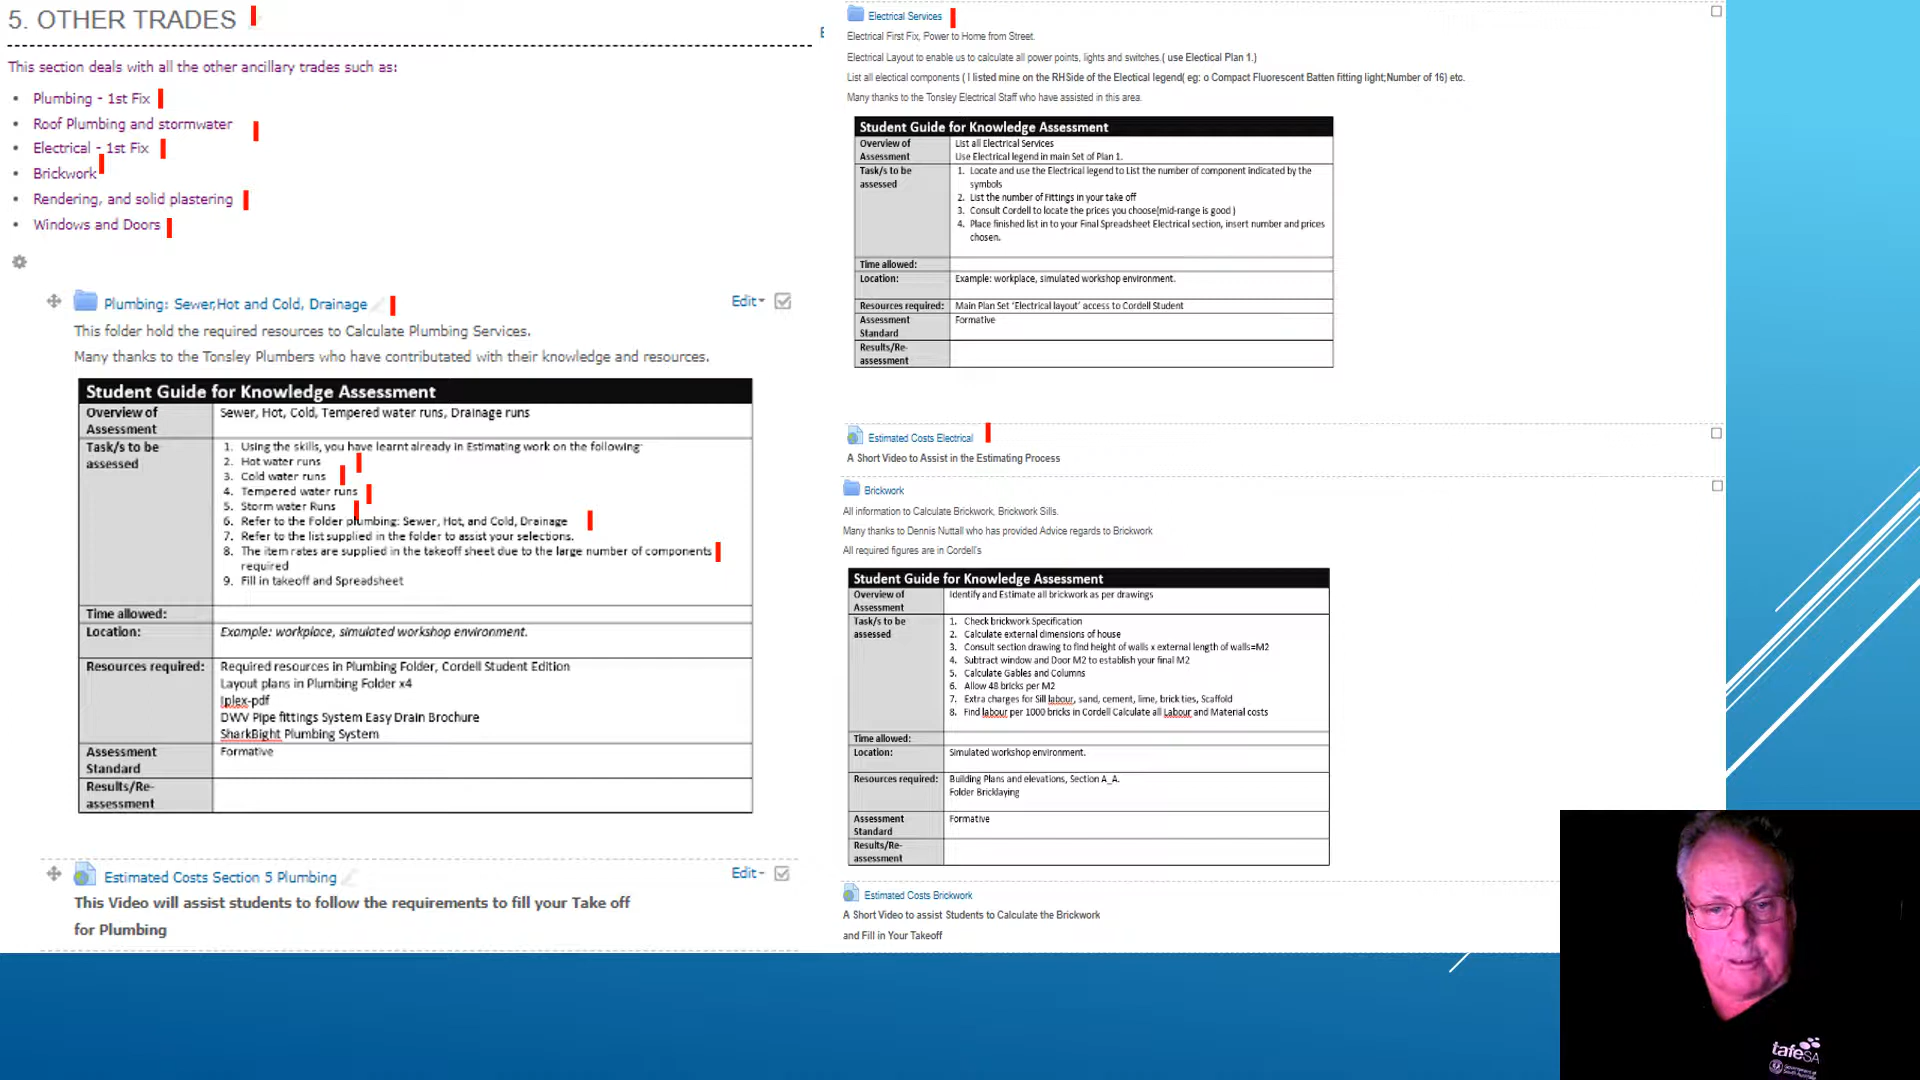 5. OTHER TRADES
This section deals with all the other ancillary trades such as:
• Plumbing - 1st Fix
• Roof Plumbing and stormwater
• Electrical - 1st Fix
• Brickwork
• Rendering, and solid plastering
• Windows and Doors
Plumbing: Sewer,Hot and Cold, Drainage
Edit
This folder hold the required resources to Calculate Plumbing Services.
Many thanks to the Tonsley Plumbers who have contributated with their knowledge and resources.
Student Guide for Knowledge Assessment
Overview of Assessment
Sewer, Hot, Cold, Tempered water runs, Drainage runs
Task/s to be assessed
1. Using the skills, you have learnt already in Estimating work on the following:
2. Hot water runs
3. Cold water runs
4. Tempered water runs
5. Storm water Runs
6. Refer to the Folder plumbing: Sewer, Hot, and Cold, Drainage
7. Refer to the list supplied in the folder to assist your selections.
8. The item rates are supplied in the takeoff sheet due to the large number of components
required
9. Fill in takeoff and Spreadsheet
Time allowed:
Location:
Example: workplace, simulated workshop environment.
Resources required:
Required resources in Plumbing Folder, Cordell Student Edition
Layout plans in Plumbing Folder x4
Iplex-pdf
DWV Pipe fittings System Easy Drain Brochure
SharkBight Plumbing System
Assessment Standard
Formative
Results/Re-assessment
Estimated Costs Section 5 Plumbing
Edit
This Video will assist students to follow the requirements to fill your Take off
for Plumbing
Electrical Services
Electrical First Fix, Power to Home from Street.
Electrical Layout to enable us to calculate all power points, lights and switches.( use Electical Plan 1.)
List all electical components ( I listed mine on the RHSide of the Electical legend( eg: o Compact Fluorescent Batten fitting light;Number of 16) etc.
Many thanks to the Tonsley Electrical Staff who have assisted in this area.
Student Guide for Knowledge Assessment
Overview of Assessment
List all Electrical Services
Use Electrical legend in main Set of Plan 1.
Task/s to be assessed
1. Locate and use the Electrical legend to List the number of component indicated by the
symbols
2. List the number of Fittings in your take off
3. Consult Cordell to locate the prices you choose(mid-range is good )
4. Place finished list in to your Final Spreadsheet Electrical section, insert number and prices
chosen.
Time allowed:
Location:
Example: workplace, simulated workshop environment.
Resources required:
Main Plan Set 'Electrical layout' access to Cordell Student
Assessment Standard
Formative
Results/Re-assessment
Estimated Costs Electrical
A Short Video to Assist in the Estimating Process
Brickwork
All information to Calculate Brickwork, Brickwork Sills.
Many thanks to Dennis Nuttall who has provided Advice regards to Brickwork
All required figures are in Cordell's
Student Guide for Knowledge Assessment
Overview of Assessment
Identify and Estimate all brickwork as per drawings
Task/s to be assessed
1. Check brickwork Specification
2. Calculate external dimensions of house
3. Consult section drawing to find height of walls x external length of walls=M2
4. Subtract window and Door M2 to establish your final M2
5. Calculate Gables and Columns
6. Allow 48 bricks per M2
7. Extra charges for Sill labour, sand, cement, lime, brick ties, Scaffold
8. Find labour per 1000 bricks in Cordell Calculate all Labour and Material costs
Time allowed:
Location:
Simulated workshop environment.
Resources required:
Building Plans and elevations, Section A_A.
Folder Bricklaying
Assessment Standard
Formative
Results/Re-assessment
Estimated Costs Brickwork
A Short Video to assist Students to Calculate the Brickwork
and Fill in Your Takeoff
tafeSA
Government of
South Australia